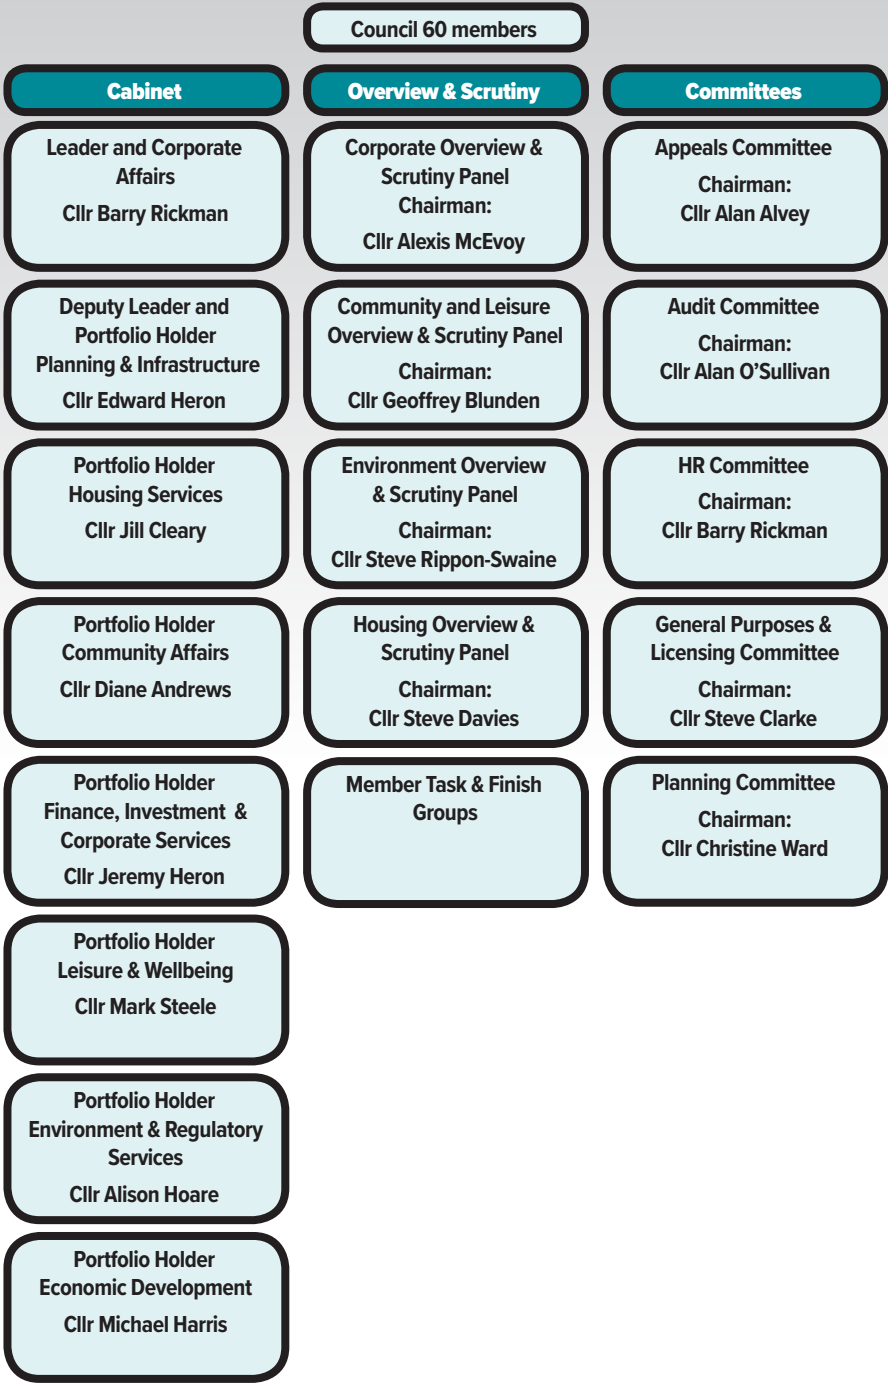 Council 60 members
Cabinet
Leader and Corporate
Affairs
Cllr Barry Rickman
Deputy Leader and
Portfolio Holder
Planning & Infrastructure
Cllr Edward Heron
Portfolio Holder
Housing Services
Cllr Jill Cleary
Portfolio Holder
Community Affairs
Cllr Diane Andrews
Portfolio Holder
Finance, Investment &
Corporate Services
Cllr Jeremy Heron
Portfolio Holder
Leisure & Wellbeing
Cllr Mark Steele
Portfolio Holder
Environment & Regulatory
Services
Cllr Alison Hoare
Portfolio Holder
Economic Development
Cllr Michael Harris
Overview & Scrutiny
Corporate Overview &
Scrutiny Panel
Chairman:
Cllr Alexis McEvoy
Community and Leisure
Overview & Scrutiny Panel
Chairman:
Cllr Geoffrey Blunden
Environment Overview
& Scrutiny Panel
Chairman:
Cllr Steve Rippon-Swaine
Housing Overview &
Scrutiny Panel
Chairman:
Cllr Steve Davies
Member Task & Finish
Groups
Committees
Appeals Committee
Chairman:
Cllr Alan Alvey
Audit Committee
Chairman:
Cllr Alan O’Sullivan
HR Committee
Chairman:
Cllr Barry Rickman
General Purposes &
Licensing Committee
Chairman:
Cllr Steve Clarke
Planning Committee
Chairman:
Cllr Christine Ward